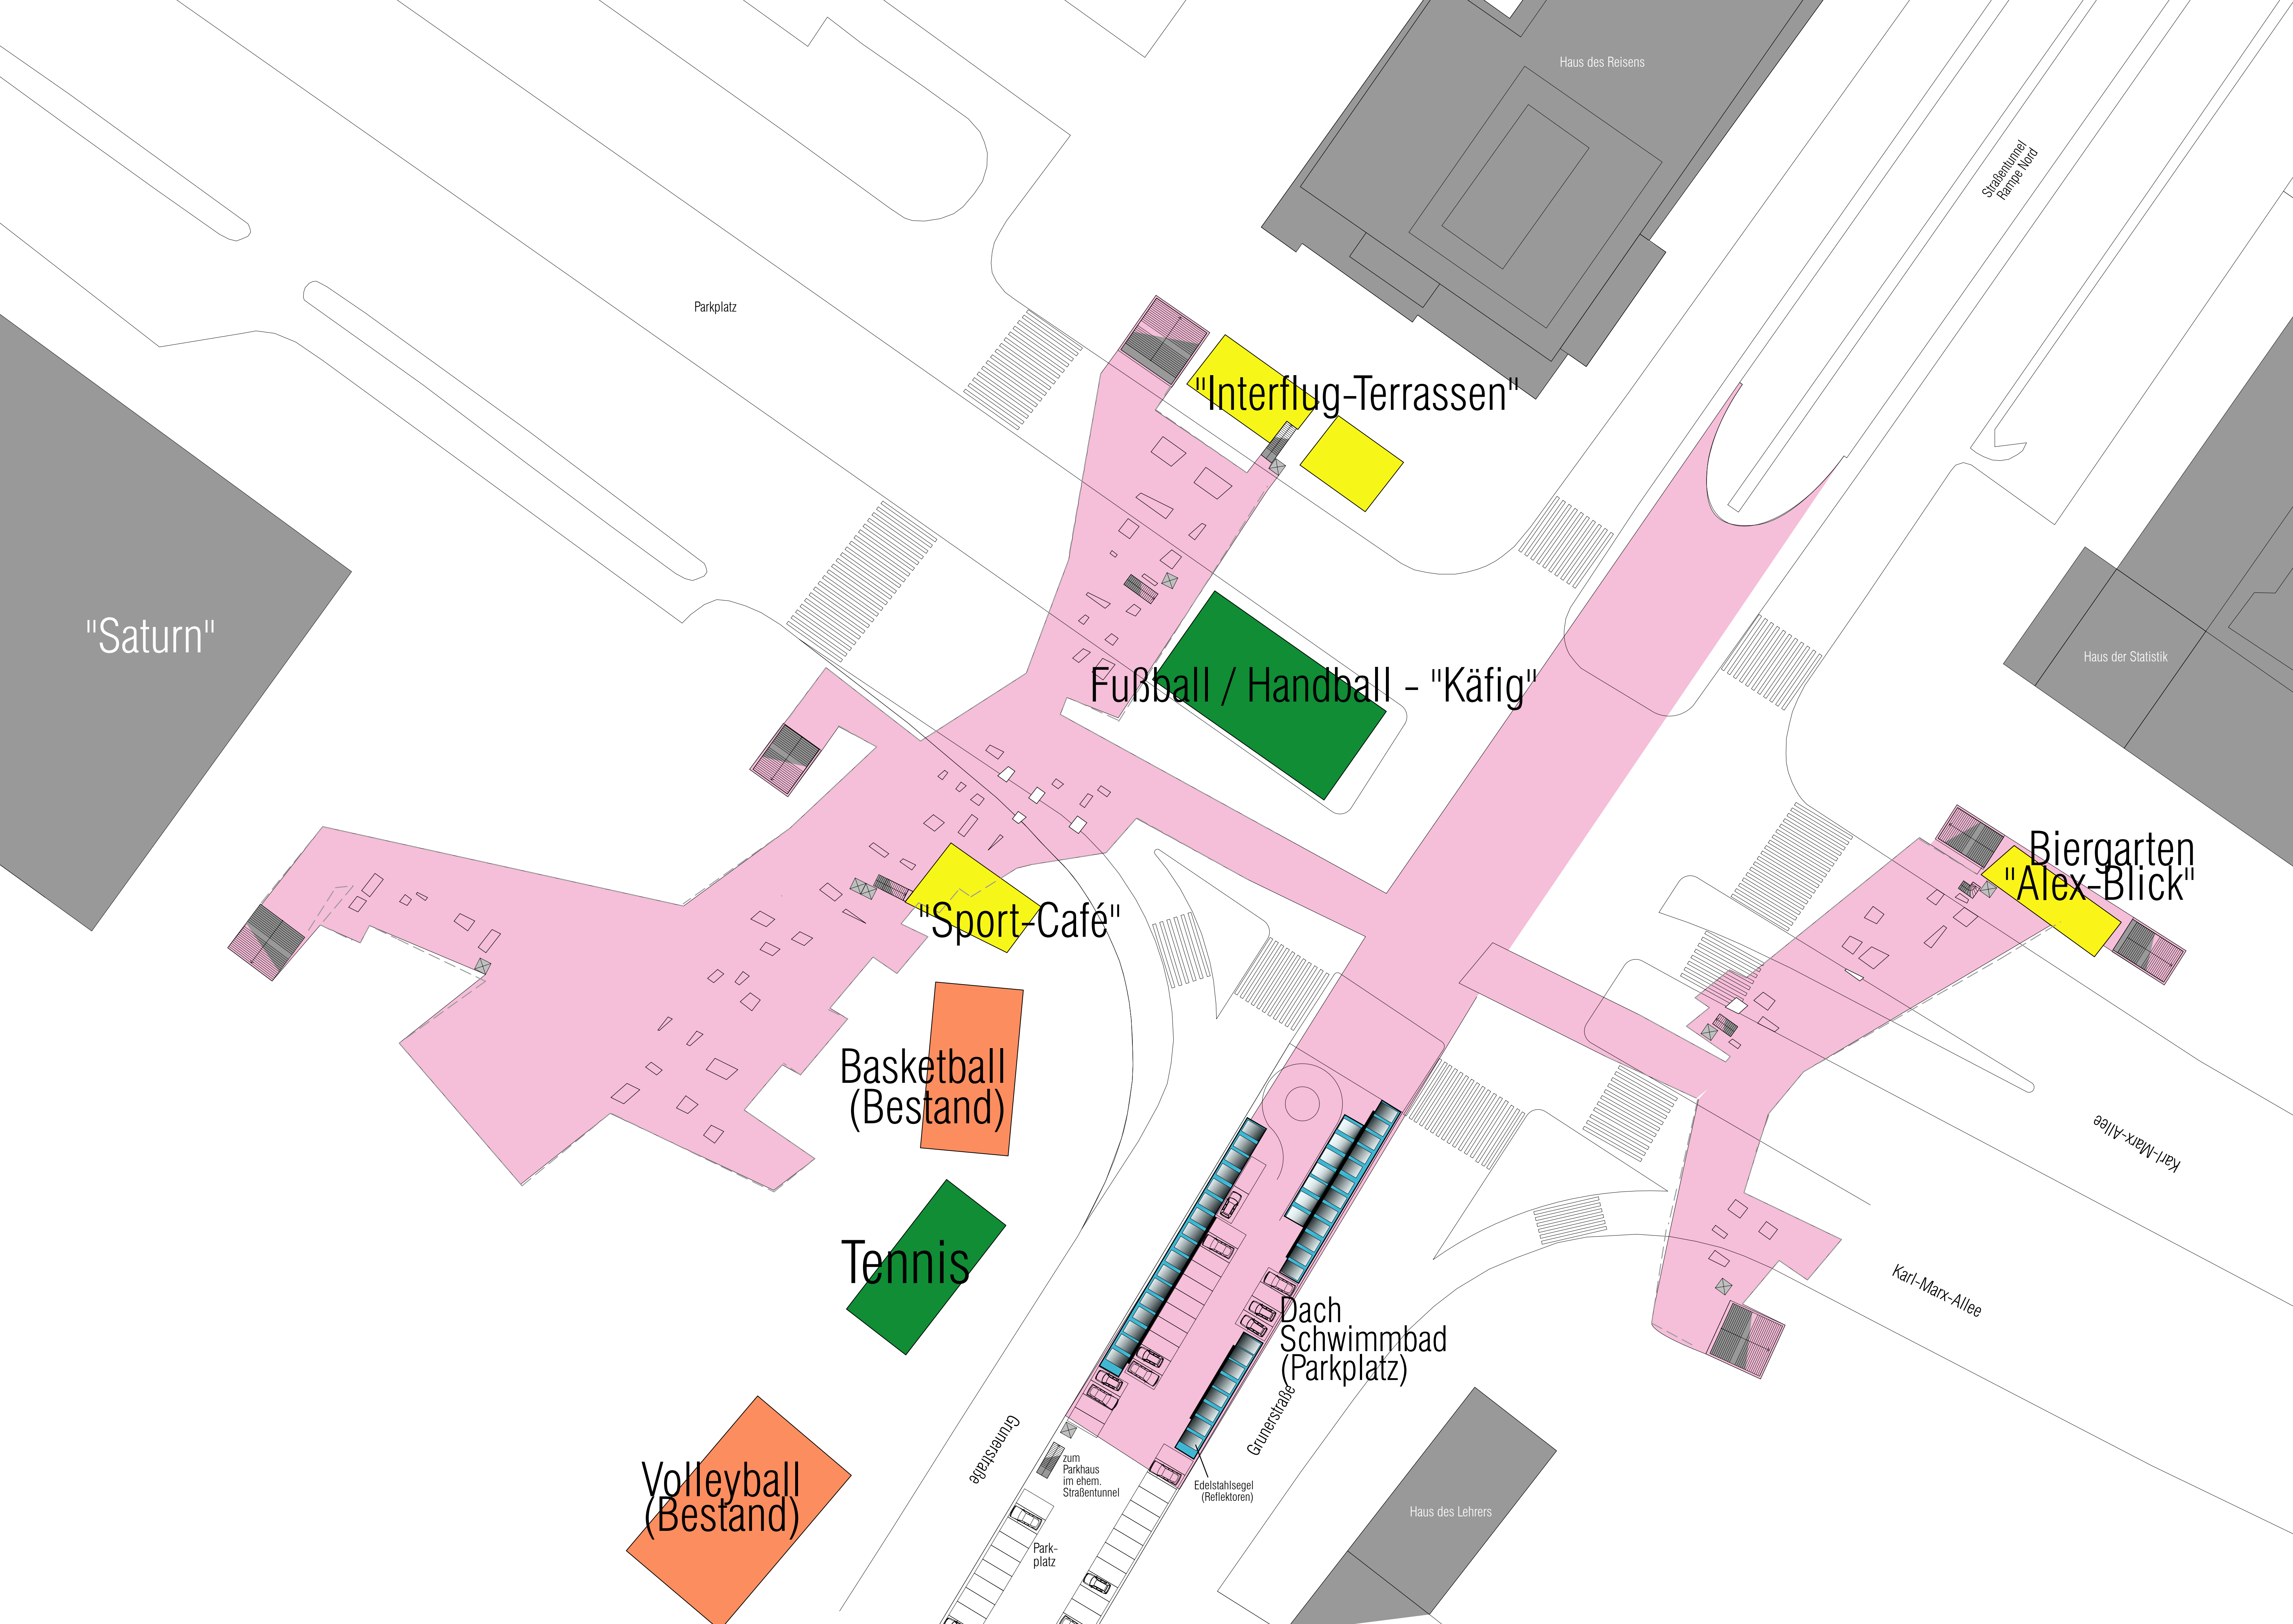 Haus des Reisens
Straßentunnel
Rampe Nord
Parkplatz
"Interflug-Terrassen"
"Saturn"
Fußball / Handball - "Käfig"
Haus der Statistik
Biergarten
"Alex-Blick"
"Sport-Café"
Basketball
(Bestand)
Karl-Marx-Allee
Karl-Marx-Allee
Tennis
Dach
Schwimmbad
(Parkplatz)
Grunerstraße
Grunerstraße
Volleyball
(Bestand)
zum
Parkhaus
im ehem.
Straßentunnel
Edelstahlsegel
(Reflektoren)
Haus des Lehrers
Park-
platz